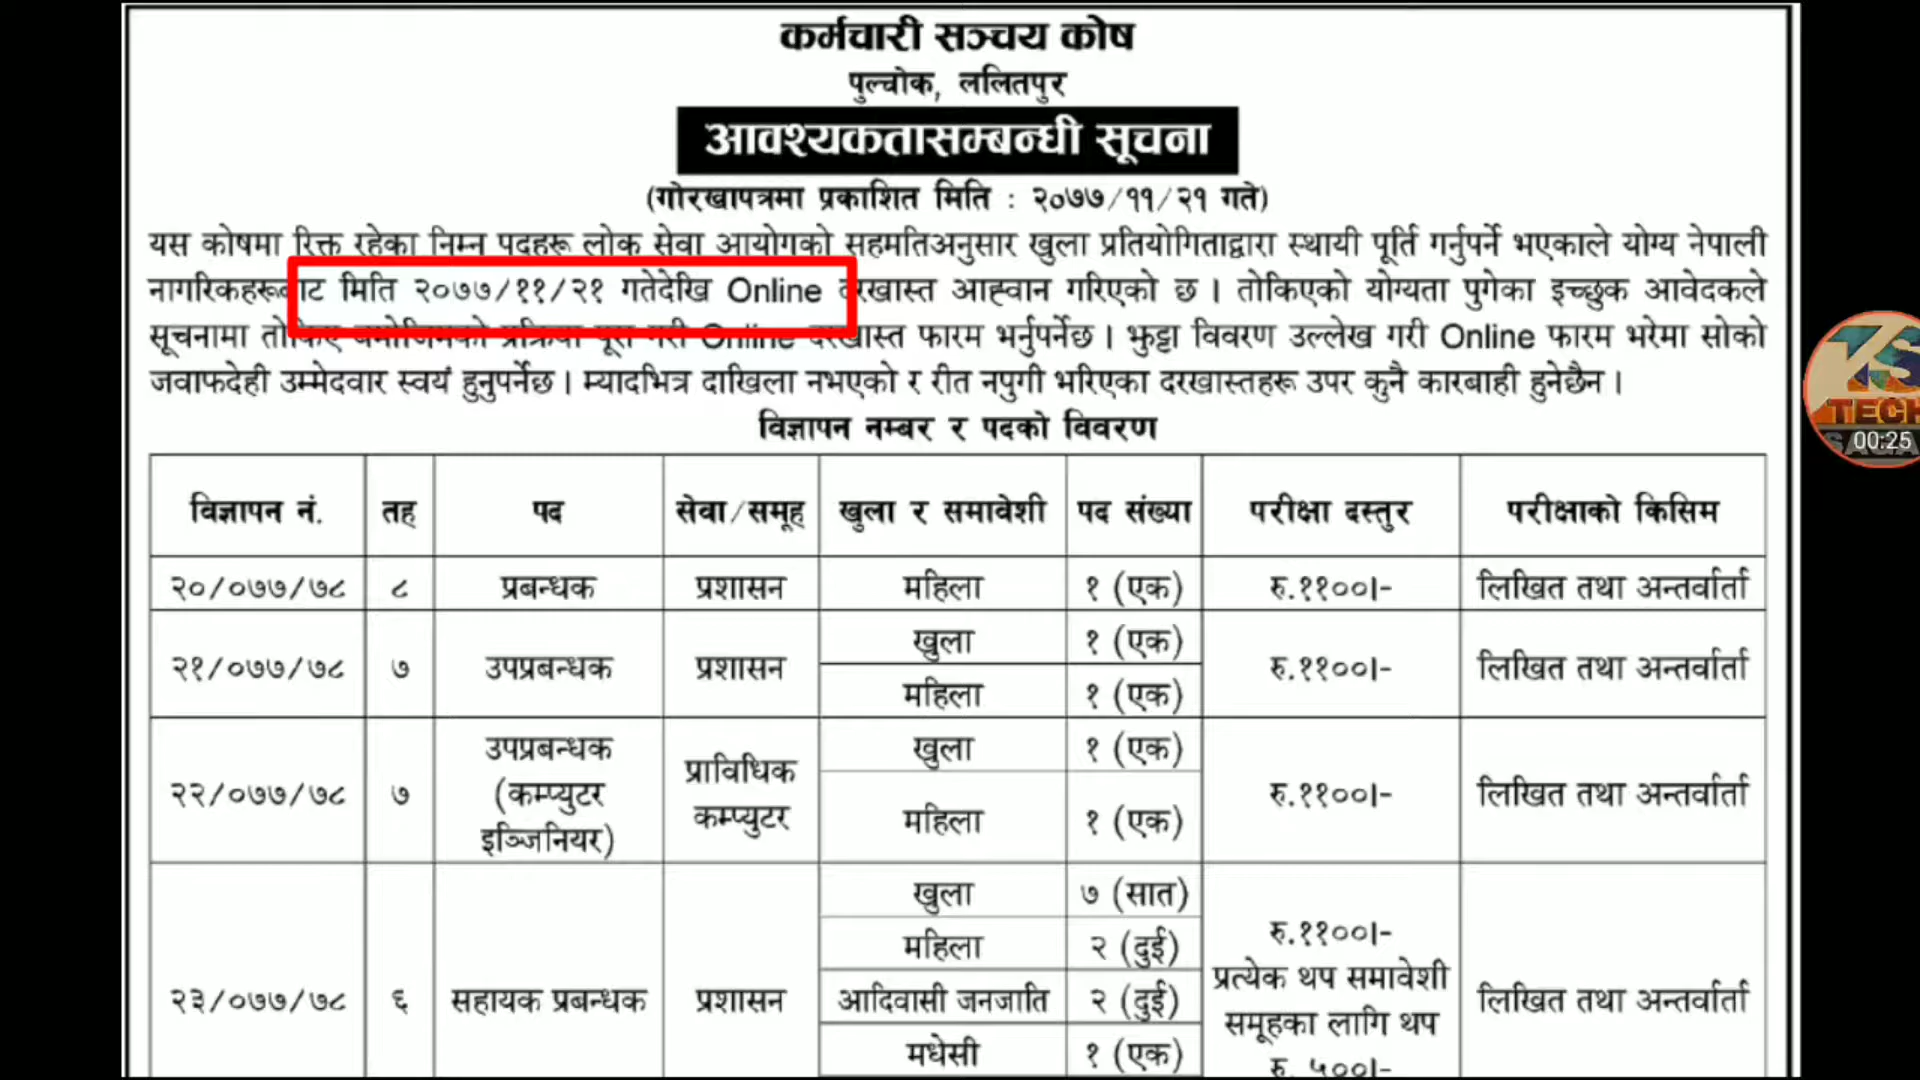 कर्मचारी सञ्चय कोष
पुल्चोक, ललितपुर
आवश्यकतासम्बन्धी सूचना
(गोरखापत्रमा प्रकाशित मिति : २०७७/११/२१ गते)
यस कोषमा रिक्त रहेका निम्न पदहरू लोक सेवा आयोगको सहमतिअनुसार खुला प्रतियोगिताद्वारा स्थायी पूर्ति गर्नुपर्ने भएकाले योग्य नेपाली
नागरिकहरूबाट मिति २०७७/११/२१ गतेदेखि Online दरखास्त आह्वान गरिएको छ । तोकिएको योग्यता पुगेका इच्छुक आवेदकले
सूचनामा तोकिए बमोजिमको प्रक्रिया पूरा गरी Online दरखास्त फारम भर्नुपर्नेछ । झुट्टा विवरण उल्लेख गरी Online फारम भरेमा सोको
जवाफदेही उम्मेदवार स्वयं हुनुपर्नेछ । म्यादभित्र दाखिला नभएको र रीत नपुगी भरिएका दरखास्तहरू उपर कुनै कारबाही हुनेछैन ।
विज्ञापन नम्बर र पदको विवरण
विज्ञापन नं. तह पद सेवा/समूह खुला र समावेशी पद संख्या परीक्षा दस्तुर परीक्षाको किसिम
२०/०७७/७८ ८ प्रबन्धक प्रशासन महिला १ (एक) रु.११००।- लिखित तथा अन्तर्वार्ता
२१/०७७/७८ ७ उपप्रबन्धक प्रशासन खुला १ (एक) रु.११००।- लिखित तथा अन्तर्वार्ता
महिला १ (एक)
२२/०७७/७८ ७ उपप्रबन्धक (कम्प्युटर इञ्जिनियर) प्राविधिक कम्प्युटर खुला १ (एक) रु.११००।- लिखित तथा अन्तर्वार्ता
महिला १ (एक)
२३/०७७/७८ ६ सहायक प्रबन्धक प्रशासन खुला ७ (सात) रु.११००।- प्रत्येक थप समावेशी समूहका लागि थप रु. ५००।- लिखित तथा अन्तर्वार्ता
महिला २ (दुई)
आदिवासी जनजाति २ (दुई)
मधेसी १ (एक)
TECH
00:25